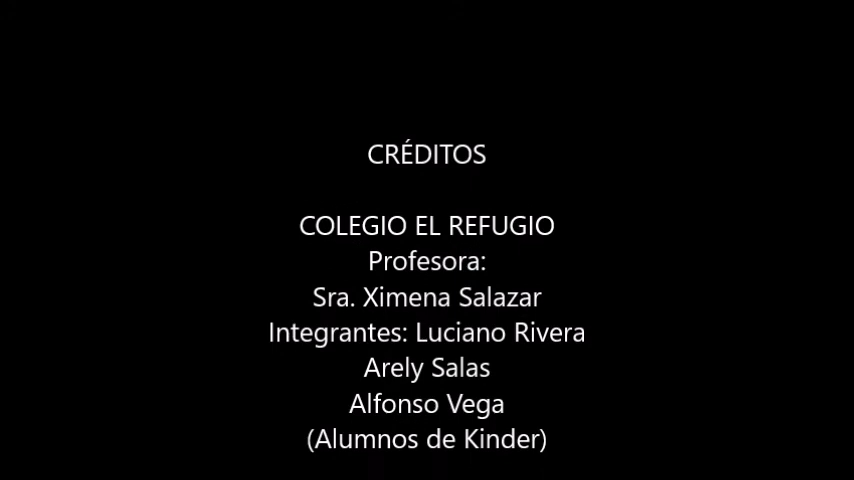 CRÉDITOS
COLEGIO EL REFUGIO
Profesora:
Sra. Ximena Salazar
Integrantes: Luciano Rivera
Arely Salas
Alfonso Vega
(Alumnos de Kinder)